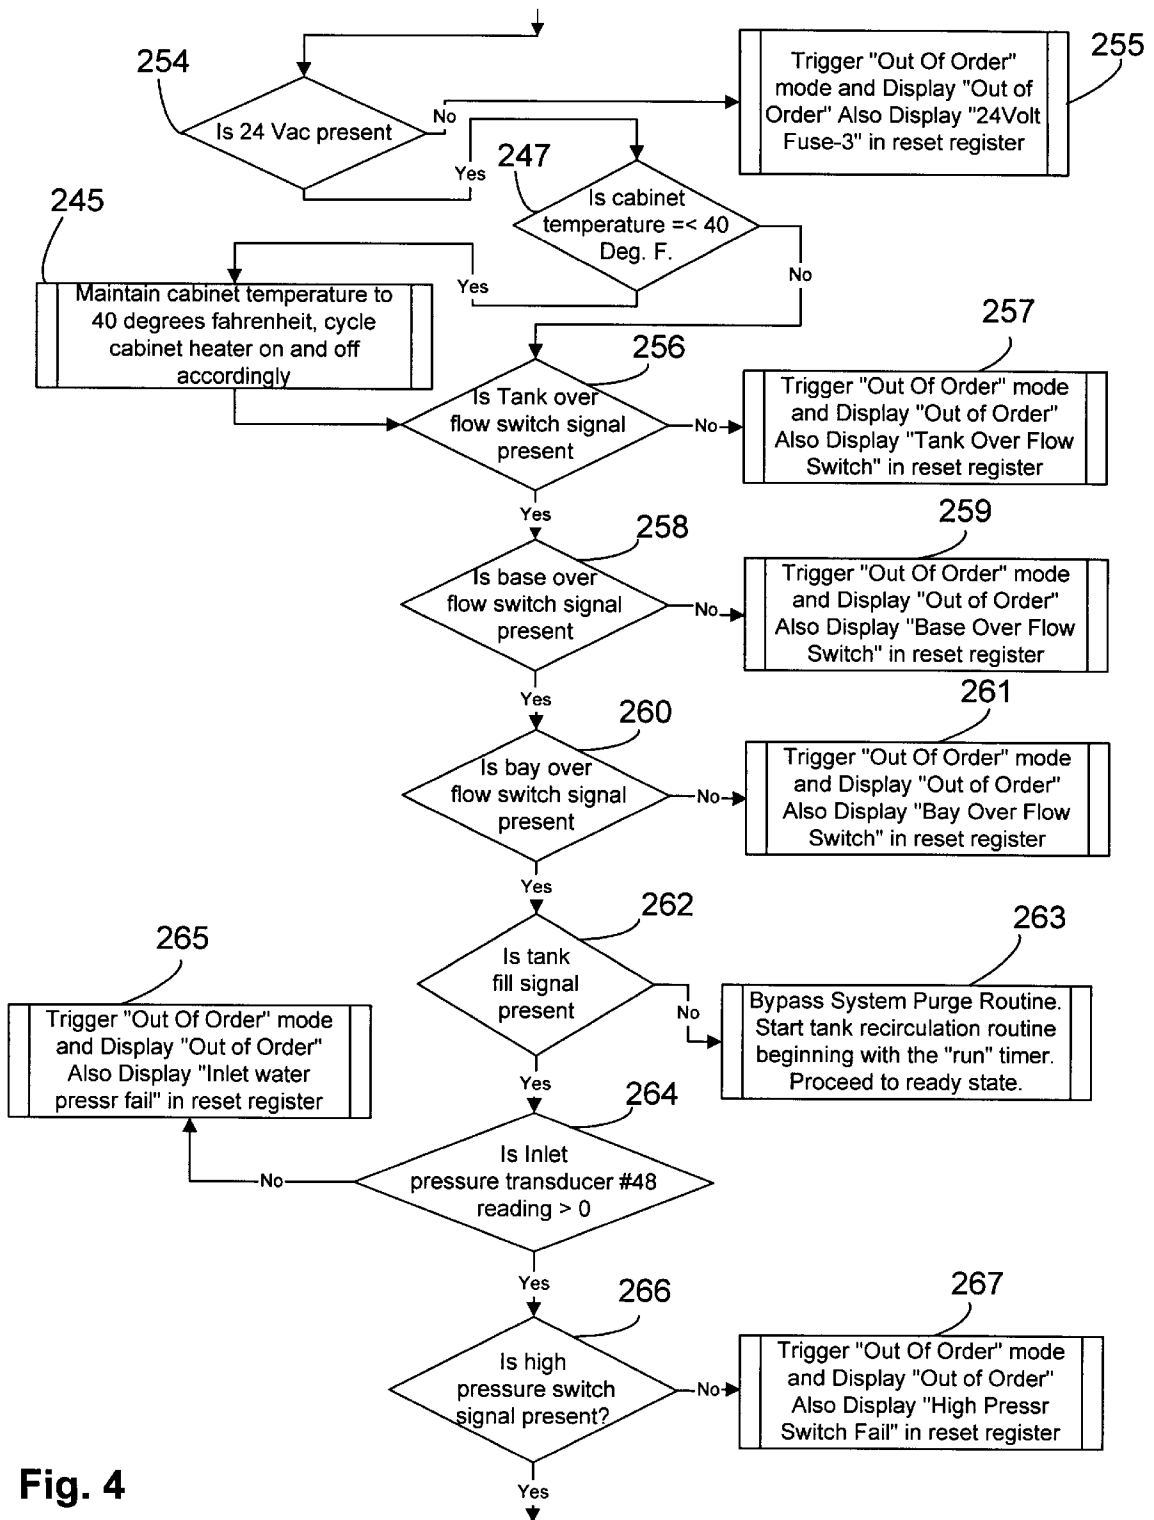 254
Is 24 Vac present
No
Yes
Trigger "Out Of Order"
mode and Display "Out of
Order" Also Display "24Volt
Fuse-3" in reset register
255
247
Is cabinet
temperature =< 40
Deg. F.
Yes
No
245
Maintain cabinet temperature to
40 degrees fahrenheit, cycle
cabinet heater on and off
accordingly
256
Is Tank over
flow switch signal
present
No
Yes
257
Trigger "Out Of Order" mode
and Display "Out of Order"
Also Display "Tank Over Flow
Switch" in reset register
258
Is base over
flow switch signal
present
No
Yes
259
Trigger "Out Of Order" mode
and Display "Out of Order"
Also Display "Base Over Flow
Switch" in reset register
260
Is bay over
flow switch signal
present
No
Yes
261
Trigger "Out Of Order" mode
and Display "Out of Order"
Also Display "Bay Over Flow
Switch" in reset register
262
Is tank
fill signal
present
No
Yes
263
Bypass System Purge Routine.
Start tank recirculation routine
beginning with the "run" timer.
Proceed to ready state.
265
Trigger "Out Of Order" mode
and Display "Out of Order"
Also Display "Inlet water
pressr fail" in reset register
264
Is Inlet
pressure transducer #48
reading > 0
No
Yes
266
Is high
pressure switch
signal present?
No
Yes
267
Trigger "Out Of Order" mode
and Display "Out of Order"
Also Display "High Pressr
Switch Fail" in reset register
Fig. 4